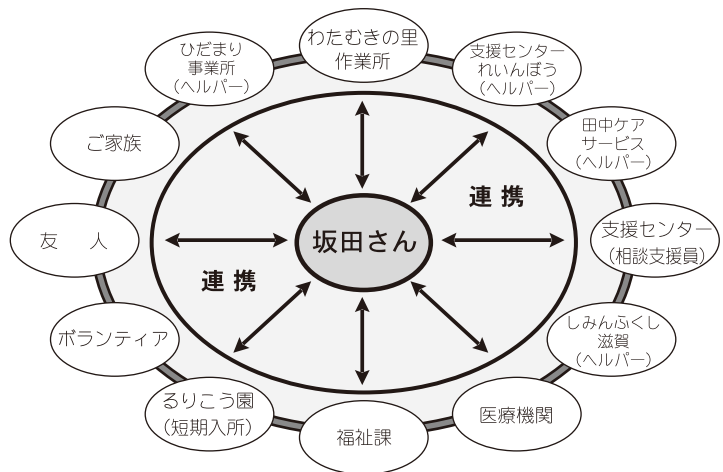 わたむきの里
作業所
支援センター
れいんぼう
(ヘルパー)
田中ケア
サービス
(ヘルパー)
支援センター
(相談支援員)
しみんふくし
滋賀
(ヘルパー)
医療機関
福祉課
るりこう園
(短期入所)
ボランティア
友　人
ご家族
ひだまり
事業所
(ヘルパー)
連携
坂田さん
連携